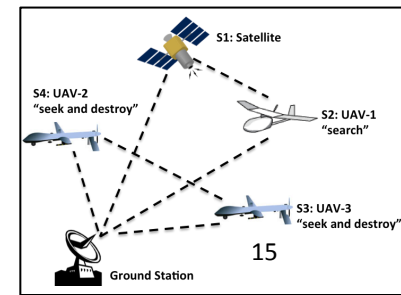 S1: Satellite
S4: UAV-2
“seek and destroy”
S2: UAV-1
“search”
S3: UAV-3
“seek and destroy”
15
Ground Station